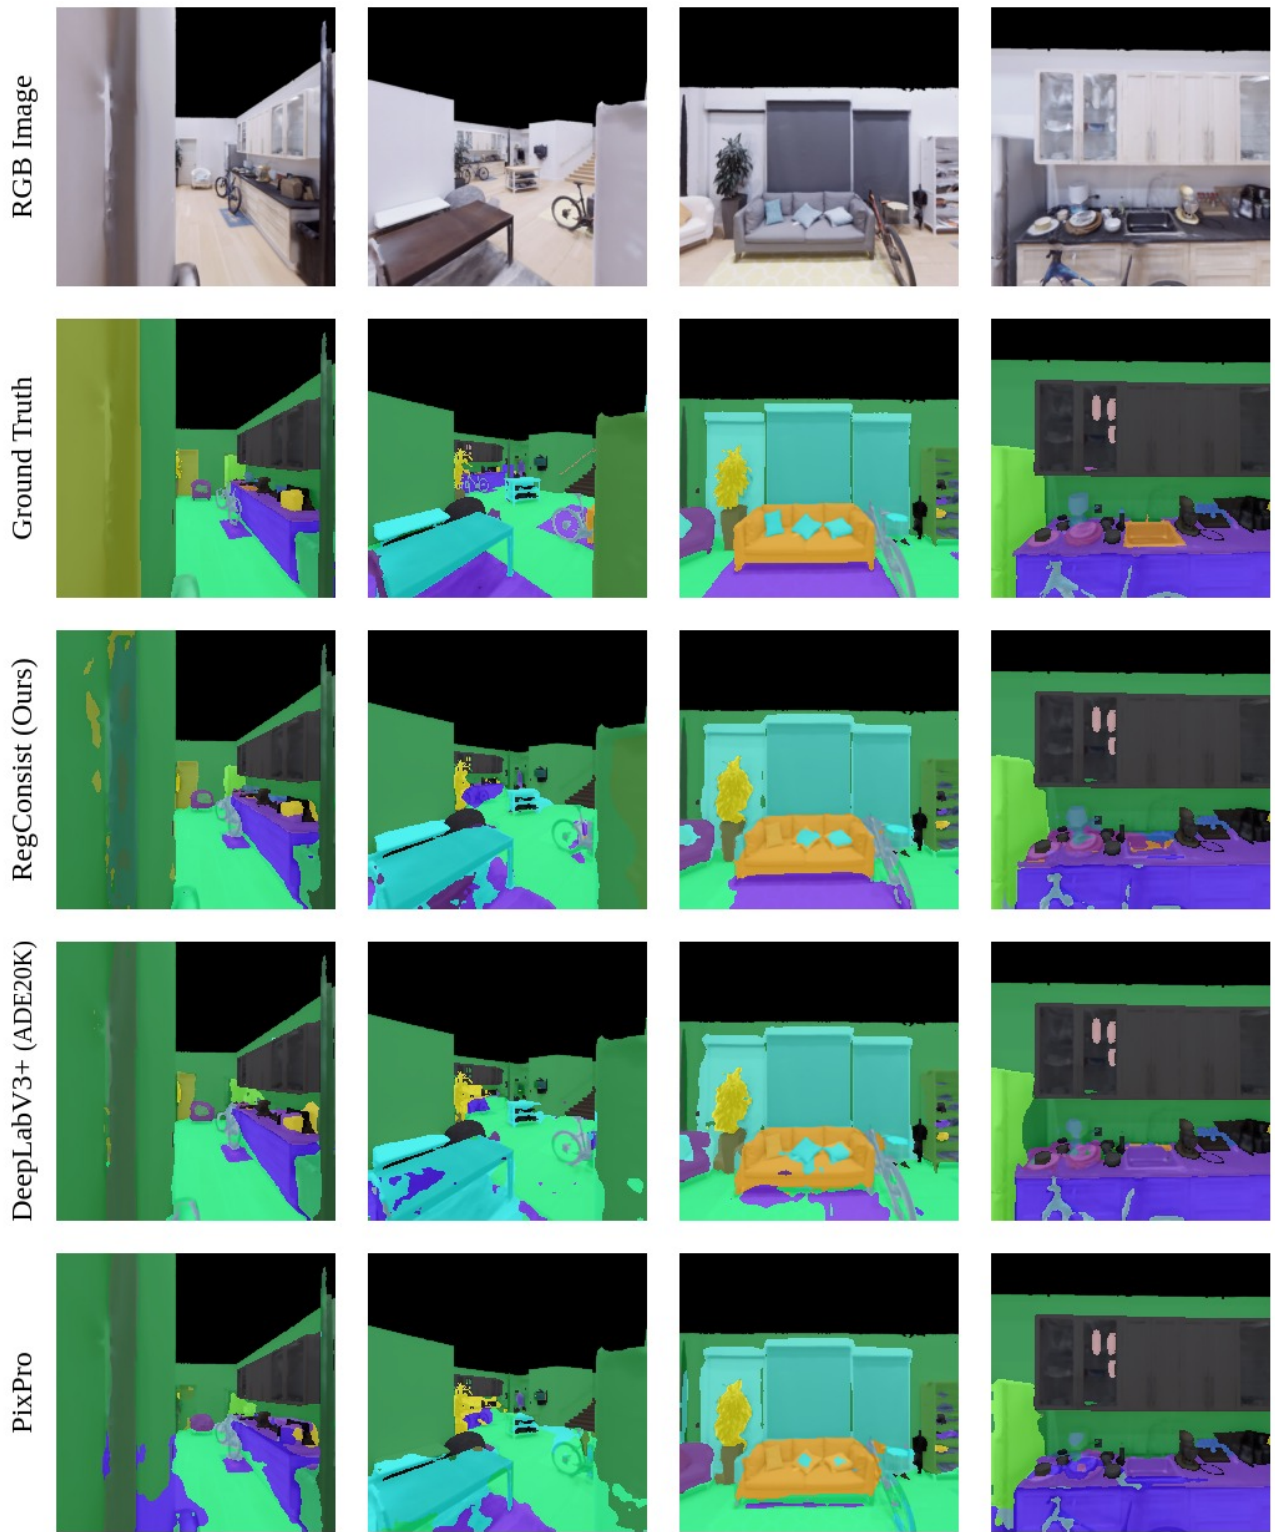 RGB Image
Ground Truth
RegConsist (Ours)
DeepLabV3+ (ADE20K)
PixPro